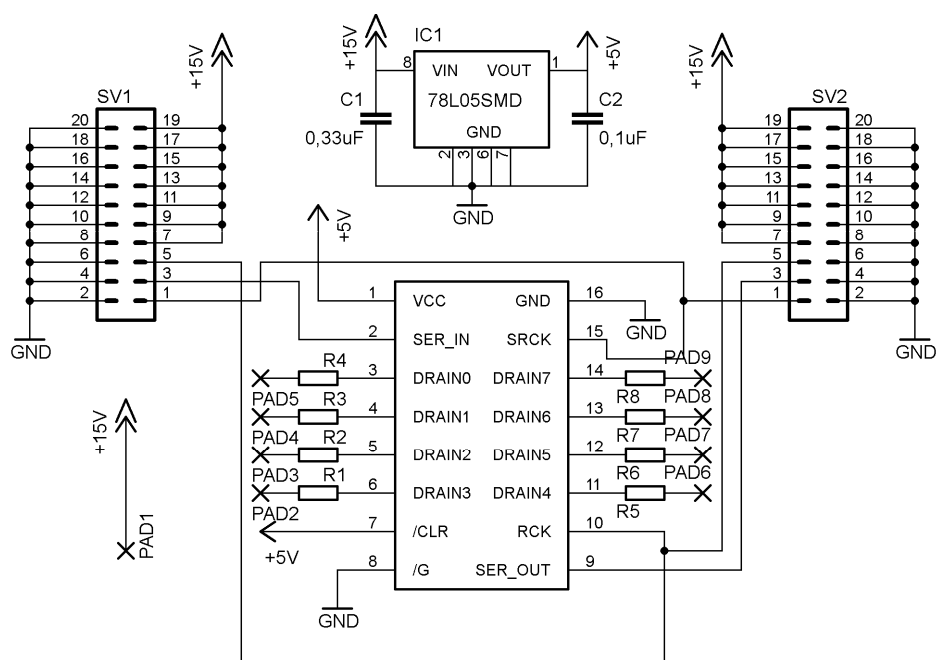 +15V
+15V
IC1
+5V
+15V
8
VIN
VOUT
1
SV1
C1
78L05SMD
C2
SV2
0,33uF
GND
0,1uF
2
3
6
7
GND
20
19
18
17
16
15
14
13
12
11
10
9
8
7
6
5
4
3
2
1
GND
19
20
17
18
15
16
13
14
11
12
9
10
7
8
5
6
3
4
1
2
GND
+5V
1
VCC
GND
16
GND
2
SER_IN
SRCK
15
R4
3
DRAIN0
DRAIN7
14
PAD9
PAD5
R3
4
DRAIN1
DRAIN6
13
R8
PAD8
PAD4
R2
5
DRAIN2
DRAIN5
12
R7
PAD7
PAD3
R1
6
DRAIN3
DRAIN4
11
R6
PAD6
PAD2
R5
7
/CLR
RCK
10
+5V
8
/G
SER_OUT
9
GND
+15V
PAD1